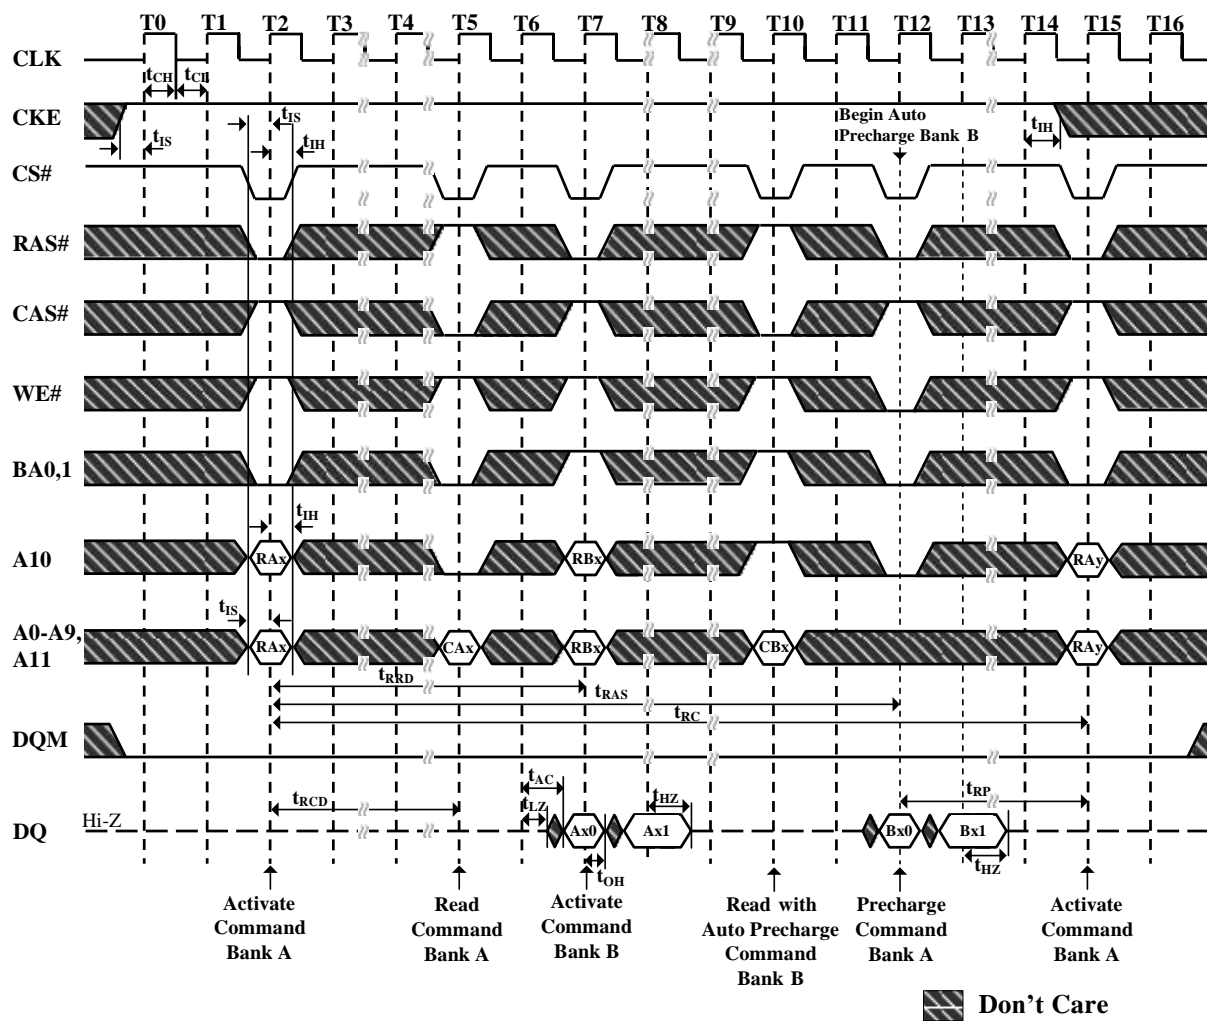 T0 T1 T2 T3 T4 T5 T6 T7 T8 T9 T10 T11 T12 T13 T14 T15 T16
CLK
tCH tCL
CKE
tIS
tIS
tIH
Begin Auto
Precharge Bank B
tIH
CS#
RAS#
CAS#
WE#
BA0,1
tIH
A10
RAx RBx RAy
tIS
A0-A9,
A11
RAx CAx RBx CBx RAy
tRRD
tRAS
tRC
DQM
tAC
tLZ
tHZ
tRCD
tRP
DQ
Hi-Z
Ax0 Ax1 Bx0 Bx1
tOH
tHZ
Activate
Command
Bank A
Read
Command
Bank A
Activate
Command
Bank B
Read with
Auto Precharge
Command
Bank B
Precharge
Command
Bank A
Activate
Command
Bank A
Don't Care